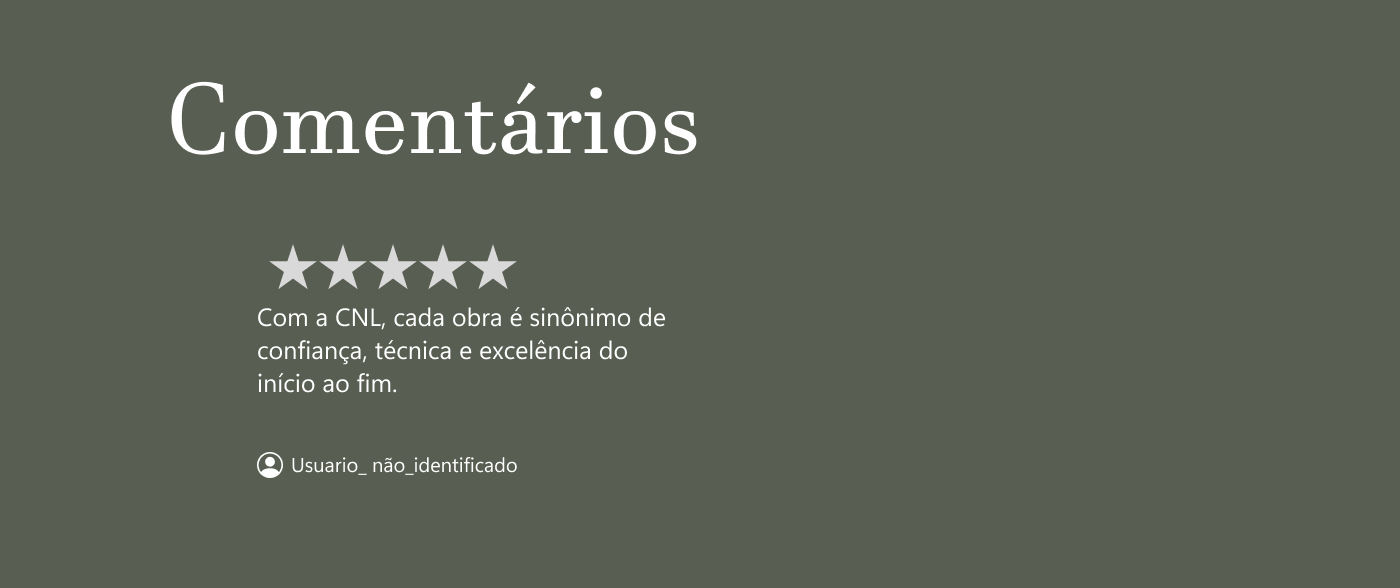 Comentários
Com a CNL, cada obra é sinônimo de
confiança, técnica e excelência do
início ao fim.
Usuario_ não_identificado